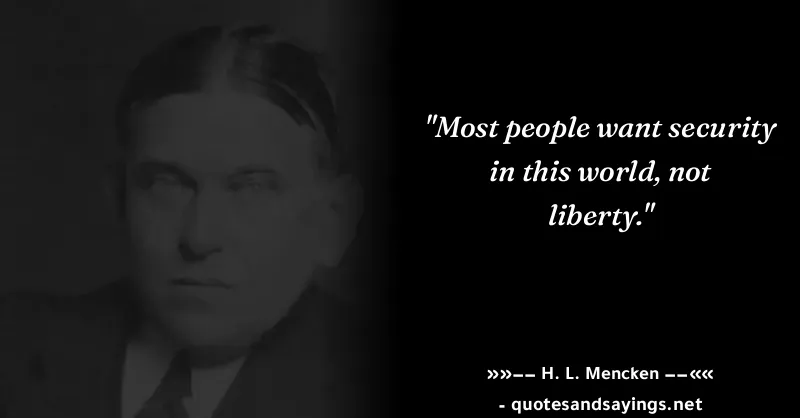 "Most people want security
in this world, not
liberty."
»»−− H. L. Mencken −−««
- quotesandsayings.net